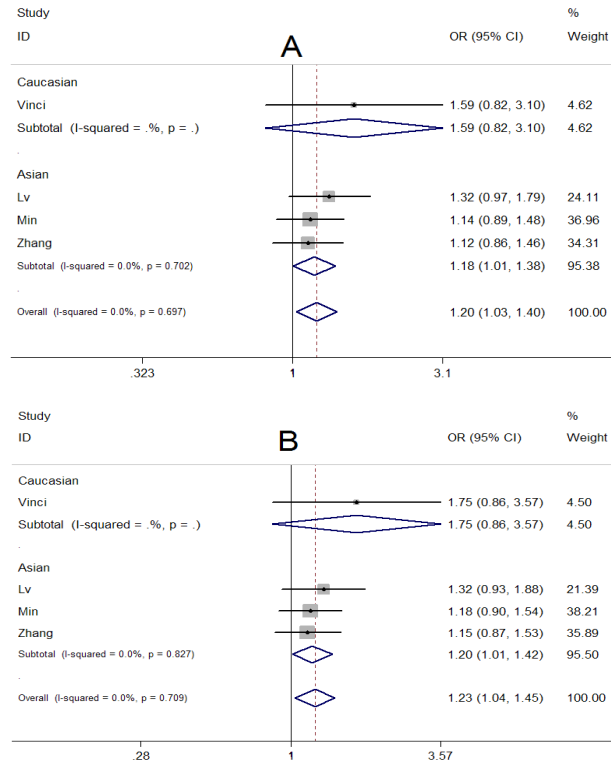 Study %
ID OR (95% CI) Weight
A
Caucasian
Vinci 1.59 (0.82, 3.10) 4.62
Subtotal (I-squared = .%, p = .) 1.59 (0.82, 3.10) 4.62
.
Asian
Lv 1.32 (0.97, 1.79) 24.11
Min 1.14 (0.89, 1.48) 36.96
Zhang 1.12 (0.86, 1.46) 34.31
Subtotal (I-squared = 0.0%, p = 0.702) 1.18 (1.01, 1.38) 95.38
.
Overall (I-squared = 0.0%, p = 0.697) 1.20 (1.03, 1.40) 100.00
.323 1 3.1
Study %
ID OR (95% CI) Weight
B
Caucasian
Vinci 1.75 (0.86, 3.57) 4.50
Subtotal (I-squared = .%, p = .) 1.75 (0.86, 3.57) 4.50
.
Asian
Lv 1.32 (0.93, 1.88) 21.39
Min 1.18 (0.90, 1.54) 38.21
Zhang 1.15 (0.87, 1.53) 35.89
Subtotal (I-squared = 0.0%, p = 0.827) 1.20 (1.01, 1.42) 95.50
.
Overall (I-squared = 0.0%, p = 0.709) 1.23 (1.04, 1.45) 100.00
.28 1 3.57